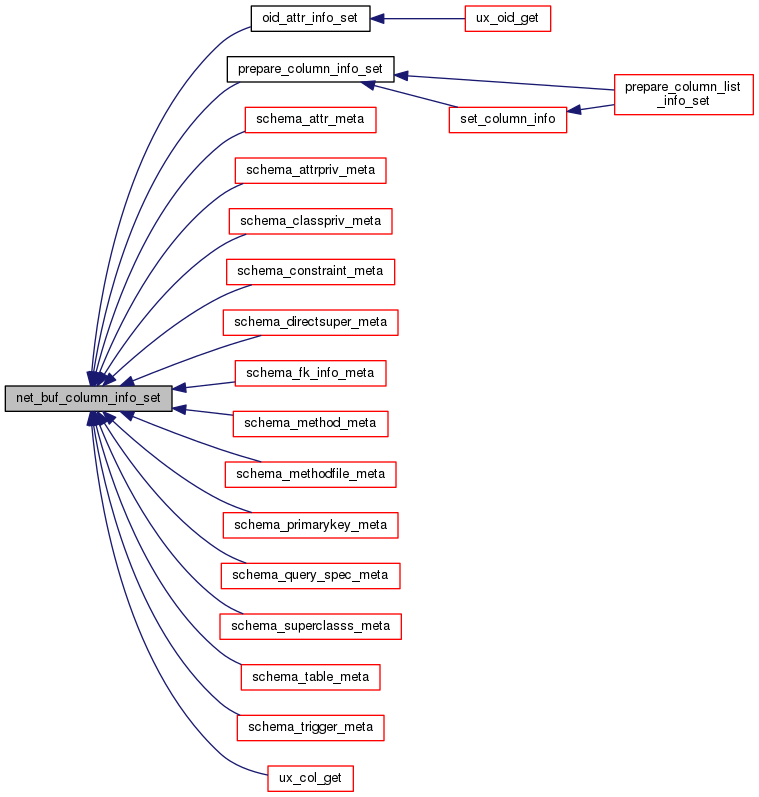 oid_attr_info_set
ux_oid_get
prepare_column_info_set
prepare_column_list
_info_set
set_column_info
schema_attr_meta
schema_attrpriv_meta
schema_classpriv_meta
schema_constraint_meta
schema_directsuper_meta
schema_fk_info_meta
net_buf_column_info_set
schema_method_meta
schema_methodfile_meta
schema_primarykey_meta
schema_query_spec_meta
schema_superclasss_meta
schema_table_meta
schema_trigger_meta
ux_col_get